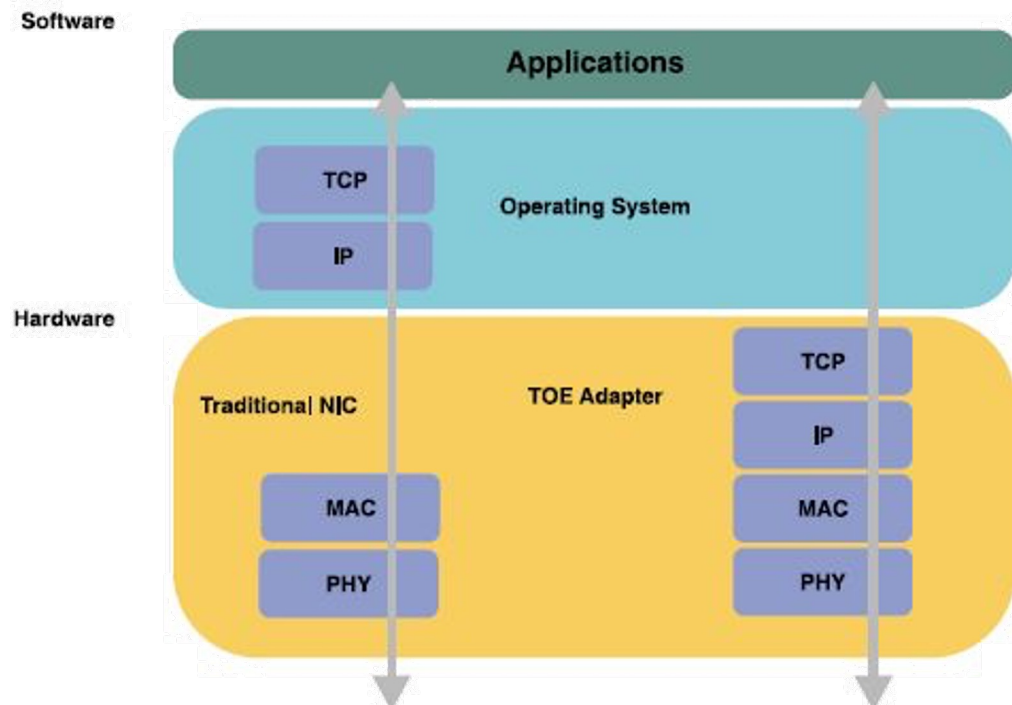 Software
Applications
TCP
Operating System
IP
Hardware
TCP
Traditional NIC
TOE Adapter
IP
MAC
MAC
PHY
PHY